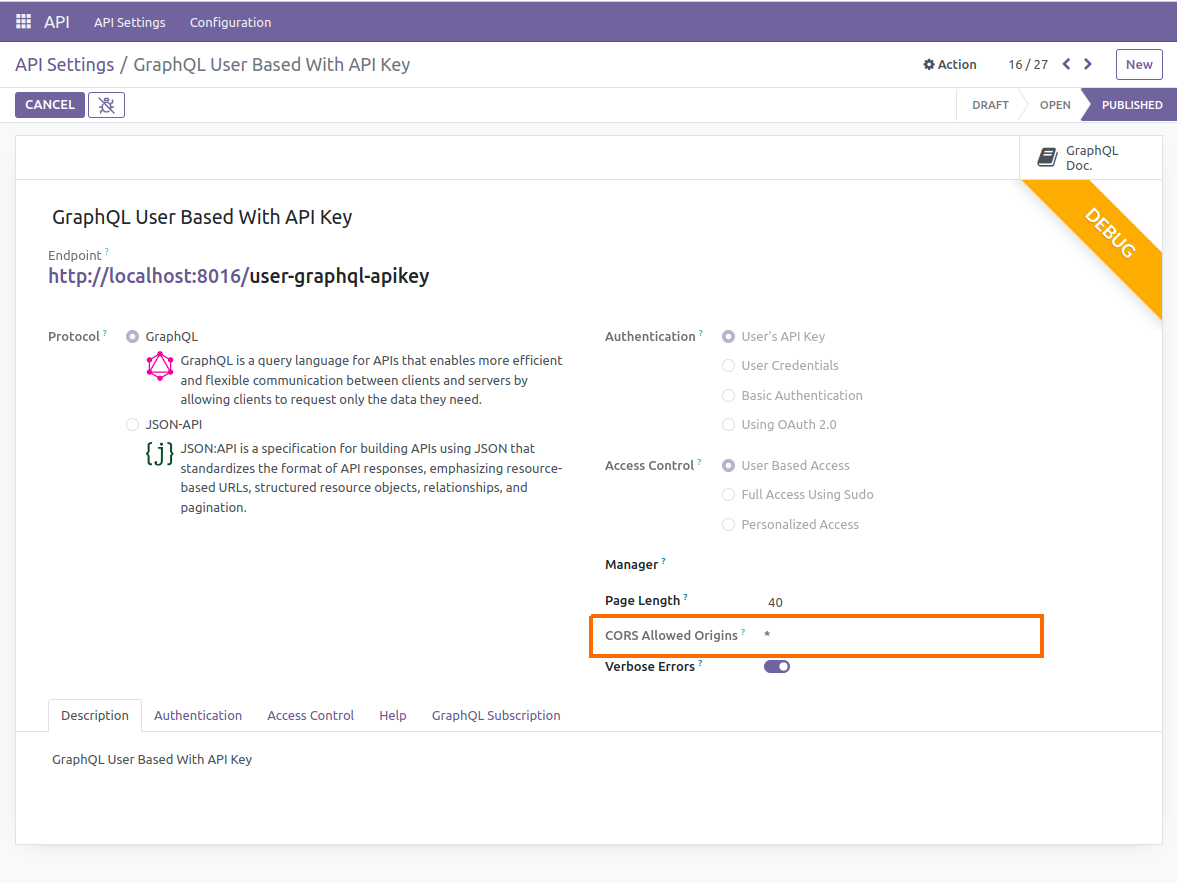 API API Settings Configuration
API Settings / GraphQL User Based With API Key Action 16 / 27 New
CANCEL DRAFT OPEN PUBLISHED
GraphQL
Doc.
DEBUG
GraphQL User Based With API Key
Endpoint ?
http://localhost:8016/user-graphql-apikey
Protocol ? GraphQL
GraphQL is a query language for APIs that enables more efficient
and flexible communication between clients and servers by
allowing clients to request only the data they need.
JSON-API
{j} JSON:API is a specification for building APIs using JSON that
standardizes the format of API responses, emphasizing resource-
based URLs, structured resource objects, relationships, and
pagination.
Authentication ? User's API Key
User Credentials
Basic Authentication
Using OAuth 2.0
Access Control ? User Based Access
Full Access Using Sudo
Personalized Access
Manager ?
Page Length ? 40
CORS Allowed Origins ? *
Verbose Errors ?
Description Authentication Access Control Help GraphQL Subscription
GraphQL User Based With API Key